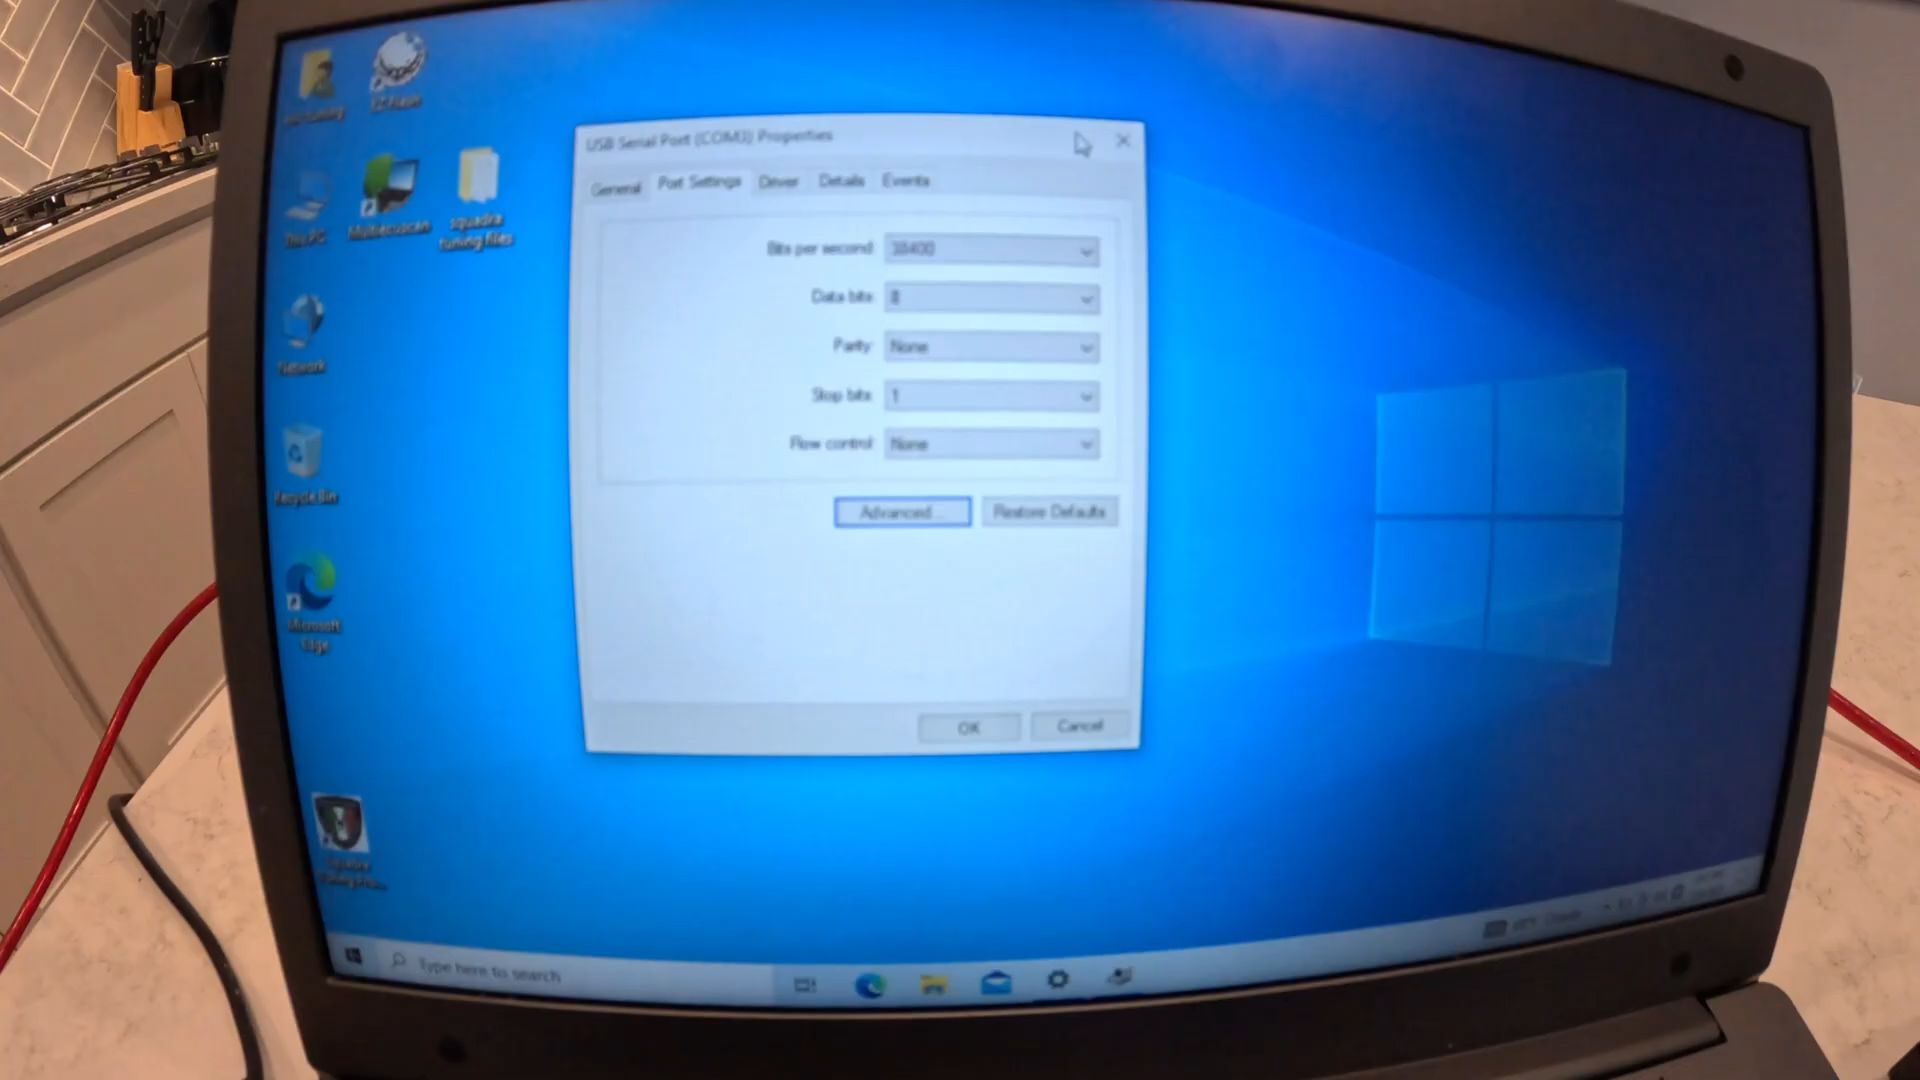 USB Serial Port (COM3) Properties
General
Port Settings
Driver
Details
Events
Bits per second: 38400
Data bits: 8
Parity: None
Stop bits: 1
Flow control: None
Advanced...
Restore Defaults
OK
Cancel
This PC
Multiecuscan
squadra
tuning files
Network
Recycle Bin
Microsoft
Edge
Type here to search